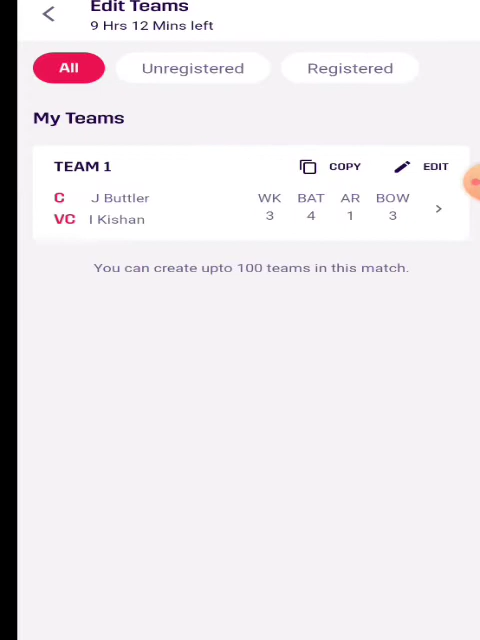 Edit Teams
9 Hrs 12 Mins left
All Unregistered Registered
My Teams
TEAM 1 COPY EDIT
C J Buttler WK BAT AR BOW
VC I Kishan 3 4 1 3
You can create upto 100 teams in this match.